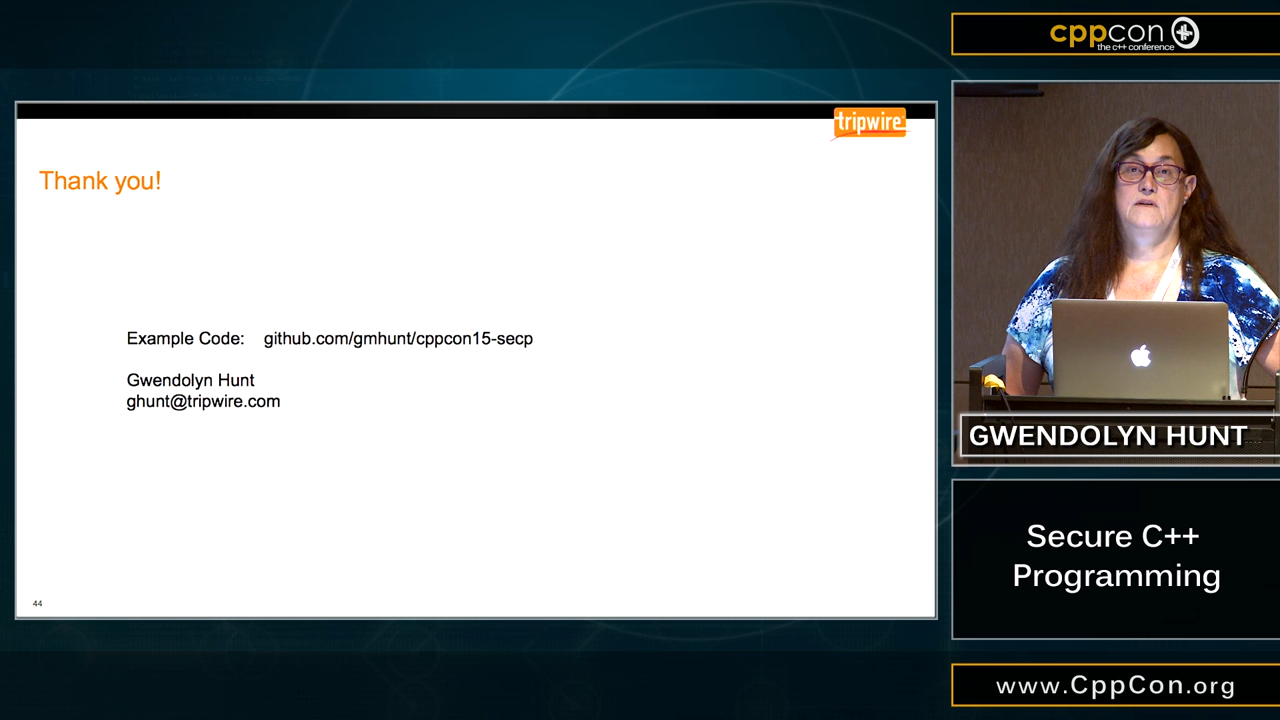 cppcon
the c++ conference
tripwire
Thank you!
Example Code: github.com/gmhunt/cppcon15-secp
Gwendolyn Hunt
ghunt@tripwire.com
44
GWENDOLYN HUNT
Secure C++
Programming
www.CppCon.org